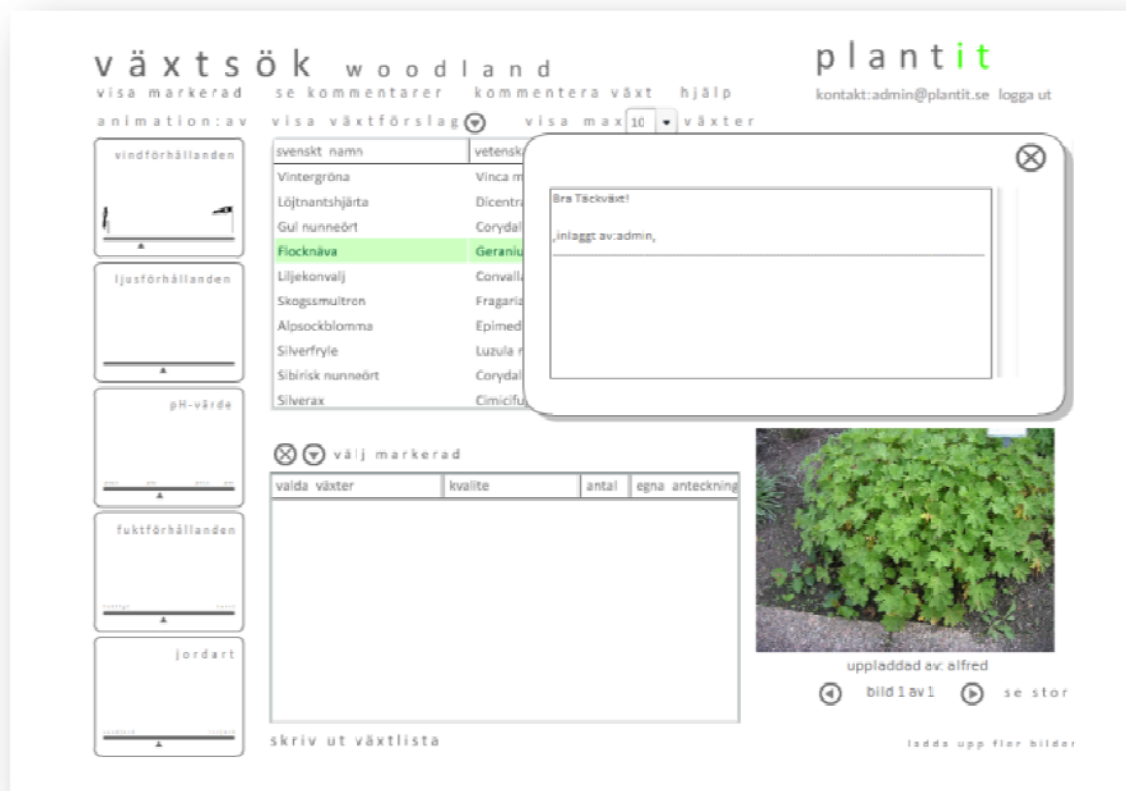 växtsök woodland
plantit
visa markerad se kommentarer kommentera växt hjälp
kontakt:admin@plantit.se logga ut
animation:av visa växtförslag visa max 10 växter
vindförhållanden
ljusförhållanden
pH-värde
fuktförhållanden
jordart
svenskt namn vetensk
Vintergröna Vinca m
Löjtnantshjärta Dicentra
Gul nunneört Corydal
Flocknäva Geraniu
Liljekonvalj Convalla
Skogssmultron Fragaria
Alpsockblomma Epimed
Silverfryle Luzula n
Sibirisk nunneört Corydal
Silverax Cimicifu
Bra Täckväxt!
,inlaggt av:admin,
välj markerad
valda växter kvalite antal egna anteckning
uppladdad av: alfred
bild 1 av 1 se stor
skriv ut växtlista
ladda upp fler bilder